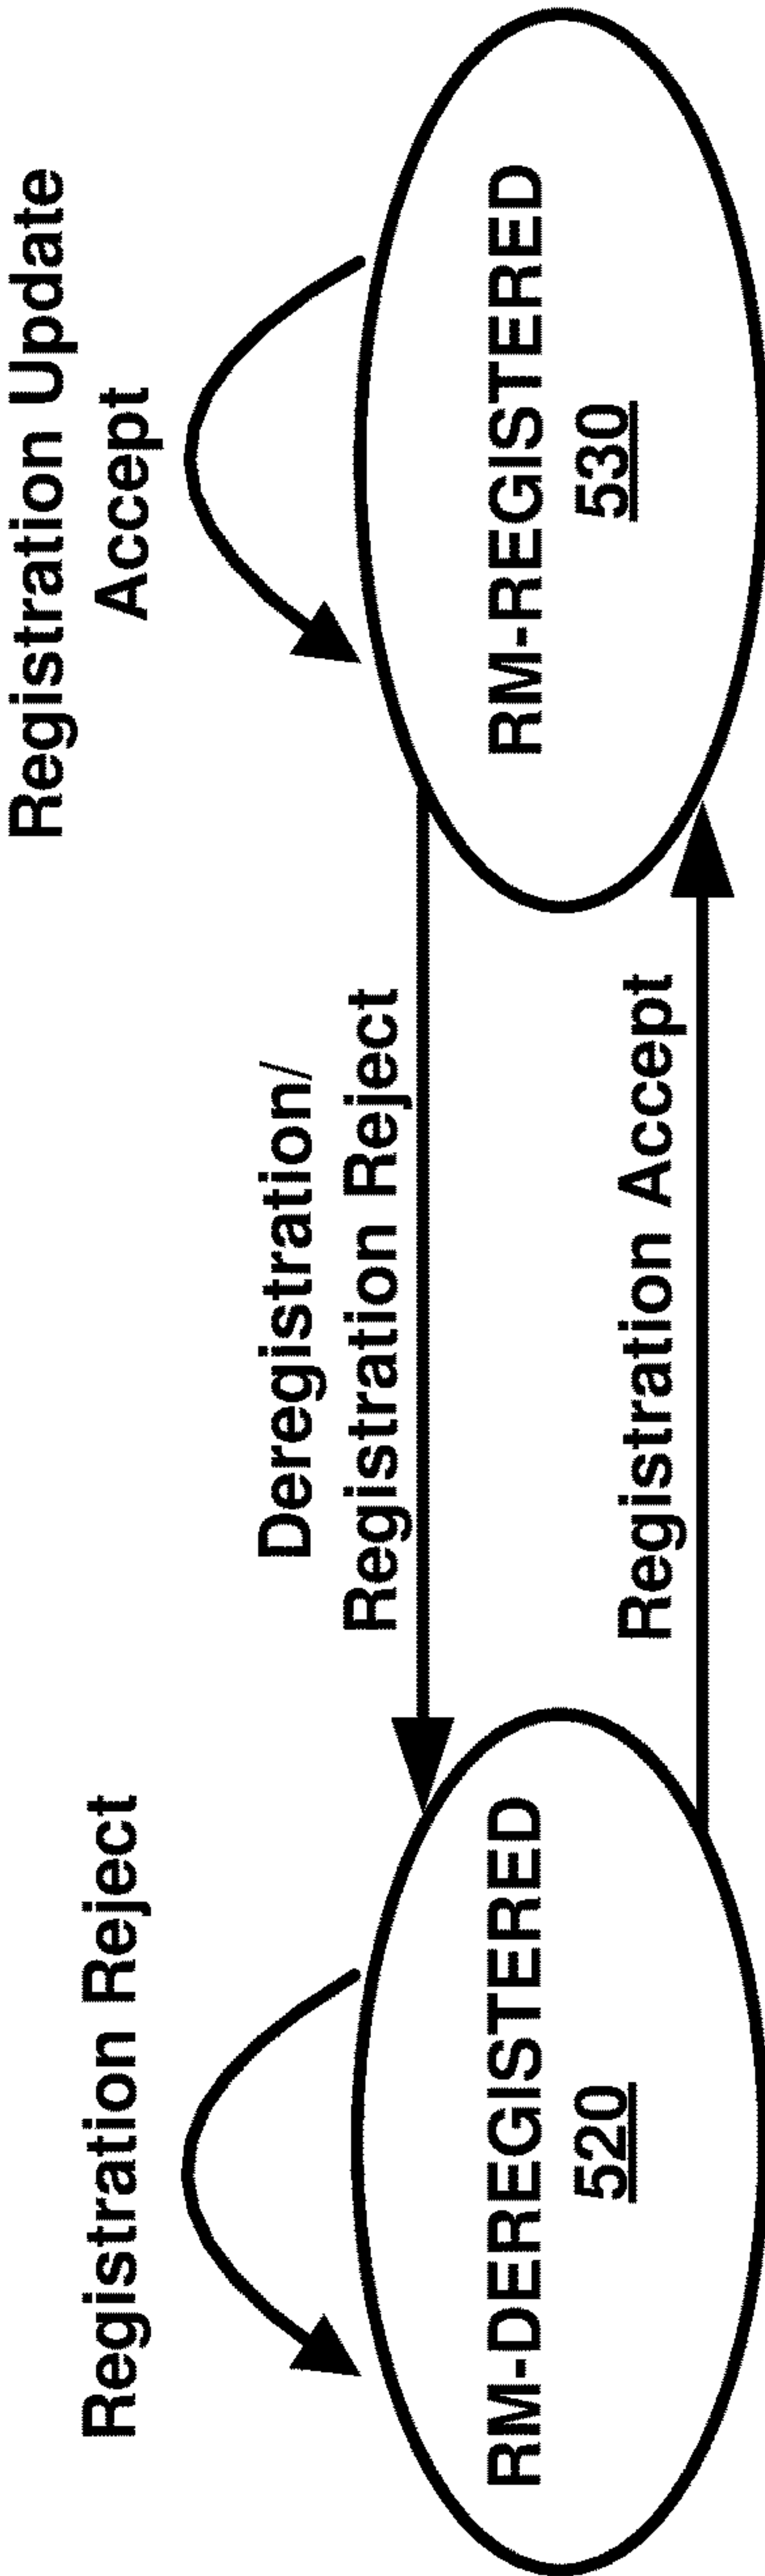 Registration Reject
RM-DEREGISTERED
520
Deregistration/
Registration Reject
Registration Accept
Registration Update
Accept
RM-REGISTERED
530